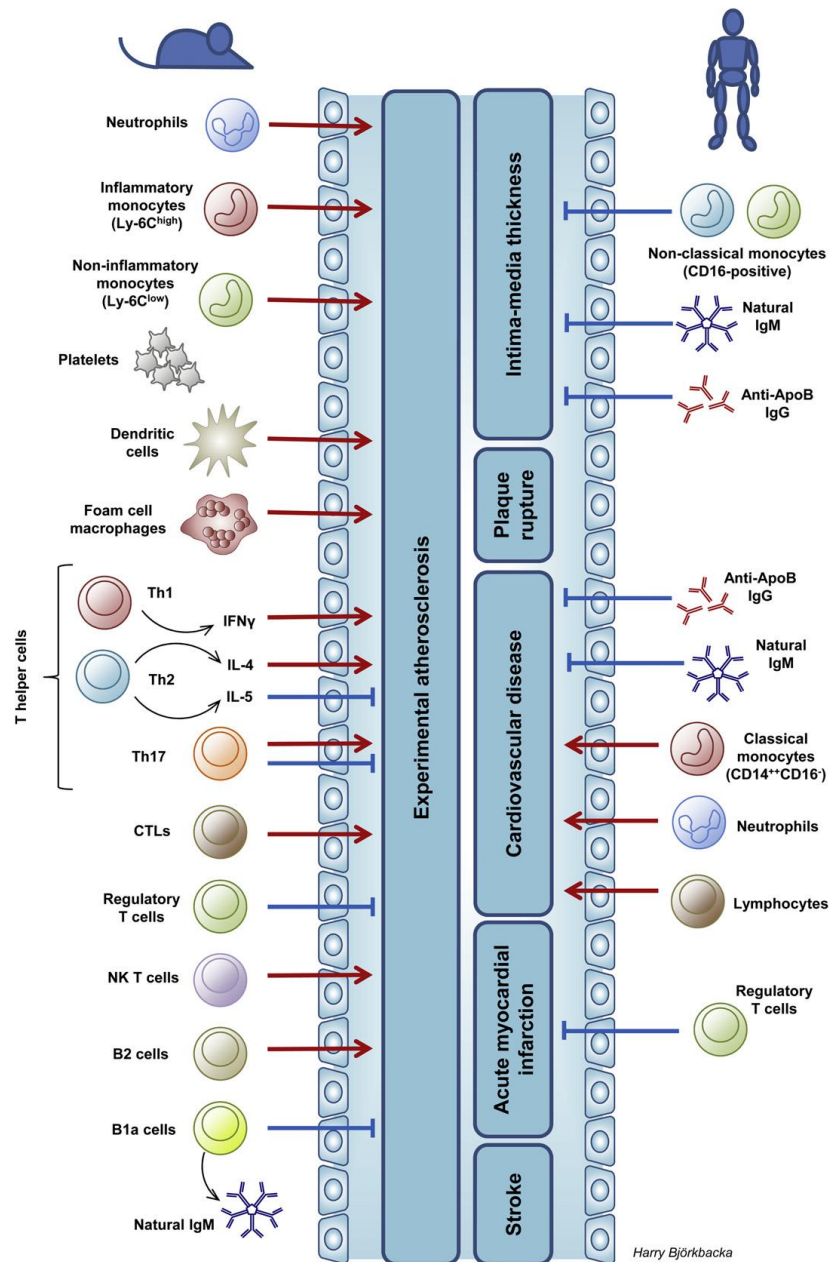 Neutrophils
Inflammatory
monocytes
(Ly-6Chigh)
Non-inflammatory
monocytes
(Ly-6Clow)
Platelets
Dendritic
cells
Foam cell
macrophages
T helper cells
Th1
IFNγ
Th2
IL-4
IL-5
Th17
CTLs
Regulatory
T cells
NK T cells
B2 cells
B1a cells
Natural IgM
Experimental atherosclerosis
Intima-media thickness
Plaque
rupture
Cardiovascular disease
Acute myocardial
infarction
Stroke
Non-classical monocytes
(CD16-positive)
Natural
IgM
Anti-ApoB
IgG
Anti-ApoB
IgG
Natural
IgM
Classical
monocytes
(CD14++CD16-)
Neutrophils
Lymphocytes
Regulatory
T cells
Harry Björkbacka